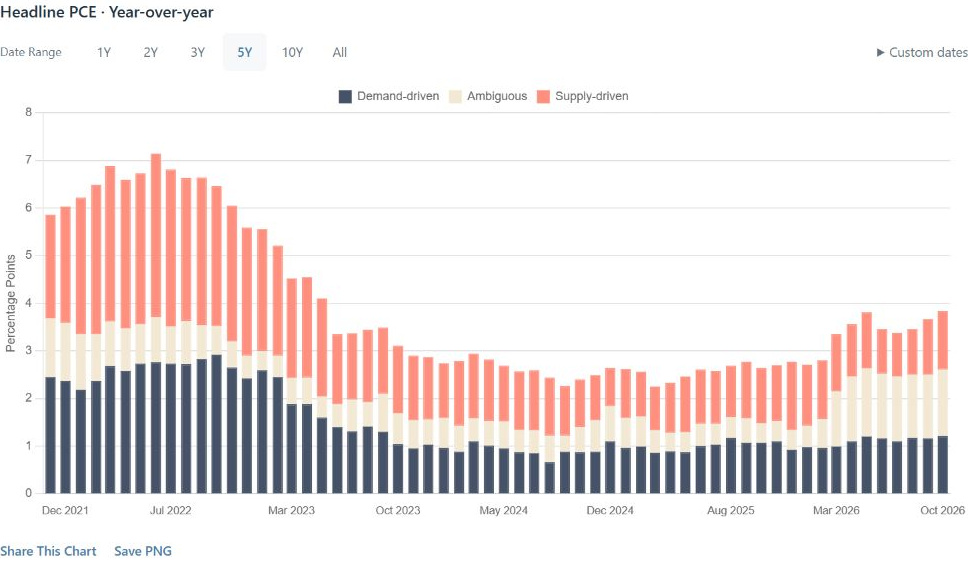 Headline PCE · Year-over-year
Date Range 1Y 2Y 3Y 5Y 10Y All ▶ Custom dates
Demand-driven Ambiguous Supply-driven
8
7
6
5
4
3
2
1
0
Percentage Points
Dec 2021 Jul 2022 Mar 2023 Oct 2023 May 2024 Dec 2024 Aug 2025 Mar 2026 Oct 2026
Share This Chart Save PNG